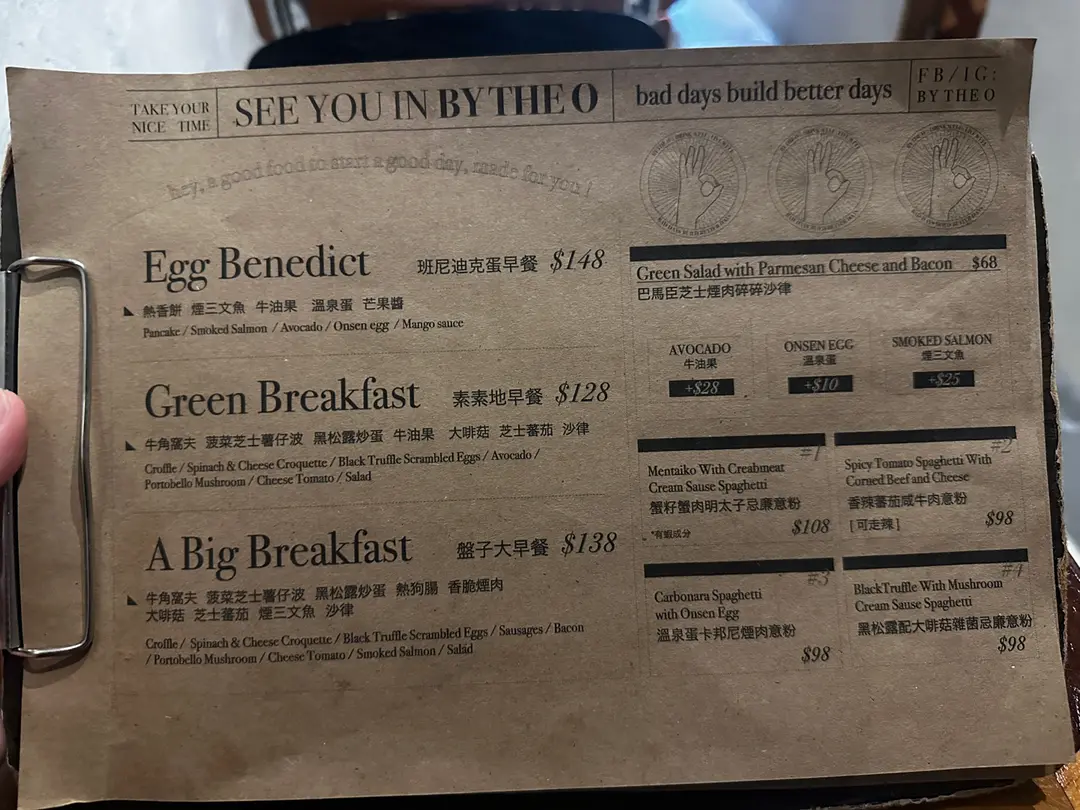 TAKE YOUR
NICE TIME
SEE YOU IN BY THE O
bad days build better days
FB/IG:
BY THE O
hey, a good food to start a good day, made for you !
Egg Benedict 班尼迪克蛋早餐 $148
熱香餅 煙三文魚 牛油果 溫泉蛋 芒果醬
Pancake / Smoked Salmon / Avocado / Onsen egg / Mango sauce
Green Breakfast 素素地早餐 $128
牛角窩夫 菠菜芝士薯仔波 黑松露炒蛋 牛油果 大啡菇 芝士蕃茄 沙律
Croffle / Spinach & Cheese Croquette / Black Truffle Scrambled Eggs / Avocado /
Portobello Mushroom / Cheese Tomato / Salad
A Big Breakfast 盤子大早餐 $138
牛角窩夫 菠菜芝士薯仔波 黑松露炒蛋 熱狗腸 香脆煙肉
大啡菇 芝士蕃茄 煙三文魚 沙律
Croffle / Spinach & Cheese Croquette / Black Truffle Scrambled Eggs / Sausages / Bacon
/ Portobello Mushroom / Cheese Tomato / Smoked Salmon / Salad
Green Salad with Parmesan Cheese and Bacon $68
巴馬臣芝士煙肉碎碎沙律
AVOCADO
牛油果
+$28
ONSEN EGG
溫泉蛋
+$10
SMOKED SALMON
煙三文魚
+$25
#1
Mentaiko With Creabmeat
Cream Sause Spaghetti
蟹籽蟹肉明太子忌廉意粉
*有蝦成分
$108
#2
Spicy Tomato Spaghetti With
Corned Beef and Cheese
香辣蕃茄咸牛肉意粉
[可走辣]
$98
#3
Carbonara Spaghetti
with Onsen Egg
溫泉蛋卡邦尼煙肉意粉
$98
#4
Black Truffle With Mushroom
Cream Sause Spaghetti
黑松露配大啡菇雜菌忌廉意粉
$98